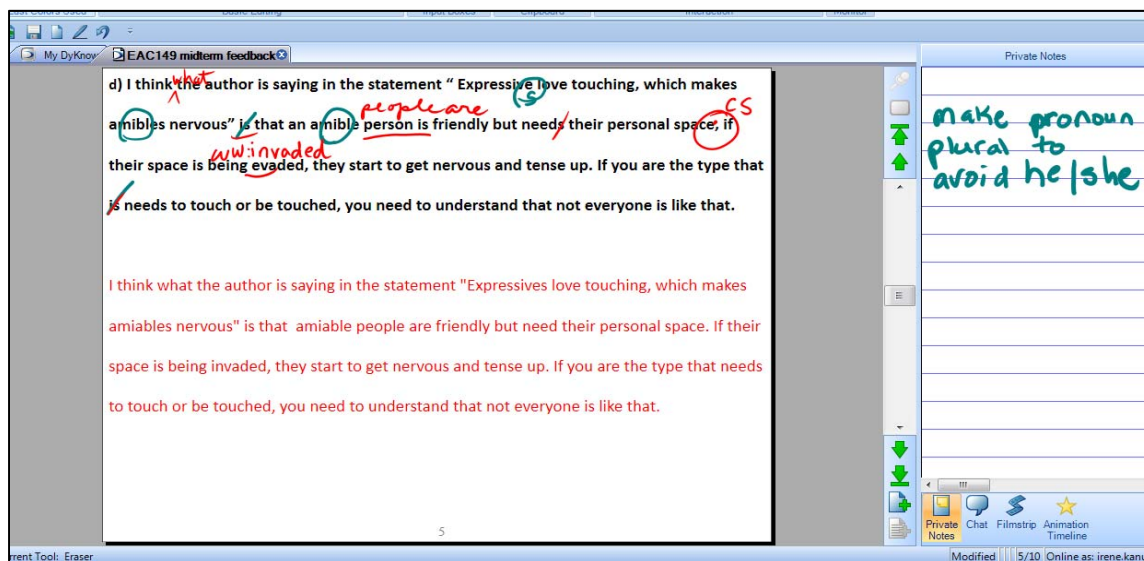 My DyKnow
EAC149 midterm feedback
Private Notes
what
d) I think the author is saying in the statement “ Expressive love touching, which makes
s
people are
CS
amibles nervous” is that an amible person is friendly but needs their personal space, if
ww:invaded
their space is being evaded, they start to get nervous and tense up. If you are the type that
is needs to touch or be touched, you need to understand that not everyone is like that.
make pronoun
plural to
avoid he/she
I think what the author is saying in the statement "Expressives love touching, which makes
amiables nervous" is that amiable people are friendly but need their personal space. If their
space is being invaded, they start to get nervous and tense up. If you are the type that needs
to touch or be touched, you need to understand that not everyone is like that.
5
Private Notes
Chat
Filmstrip
Animation Timeline
rrent Tool: Eraser
Modified
5/10
Online as: irene.kanu